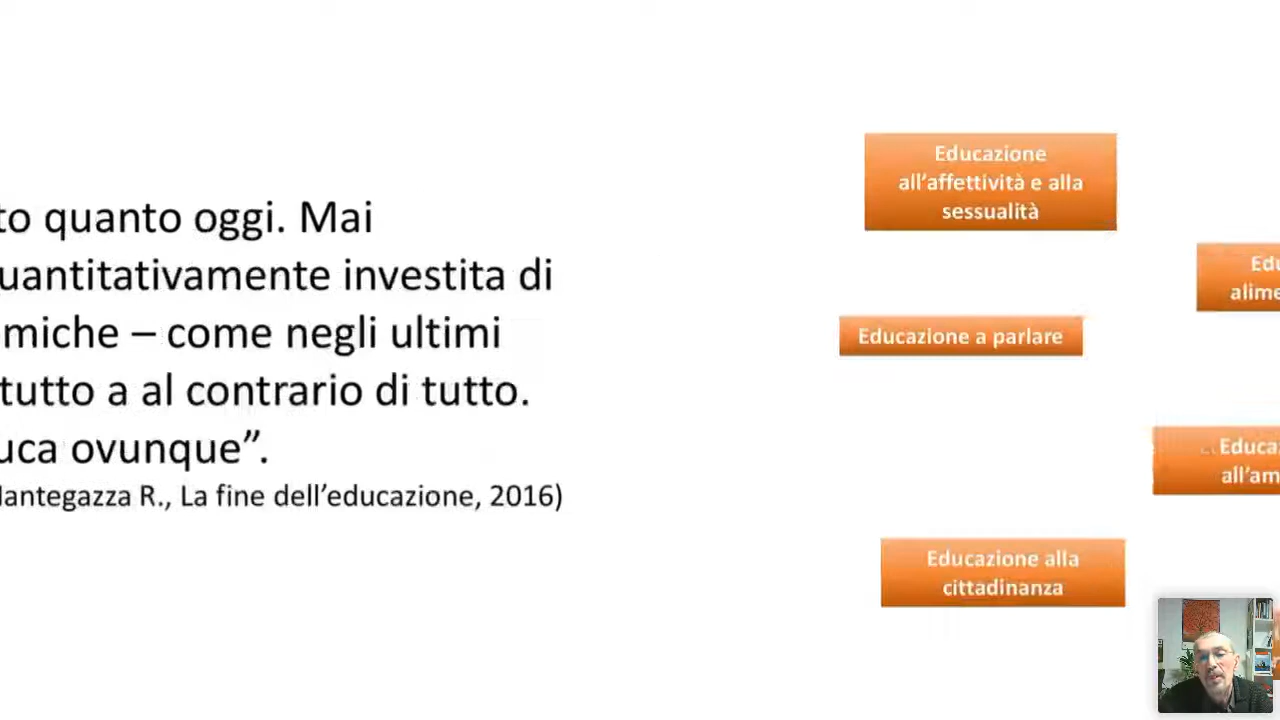 to quanto oggi. Mai
uantitativamente investita di
miche – come negli ultimi
tutto a al contrario di tutto.
uca ovunque”.
antegazza R., La fine dell’educazione, 2016)
Educazione
all’affettività e alla
sessualità
Edu
alime
Educazione a parlare
Educa
all’am
Educazione alla
cittadinanza